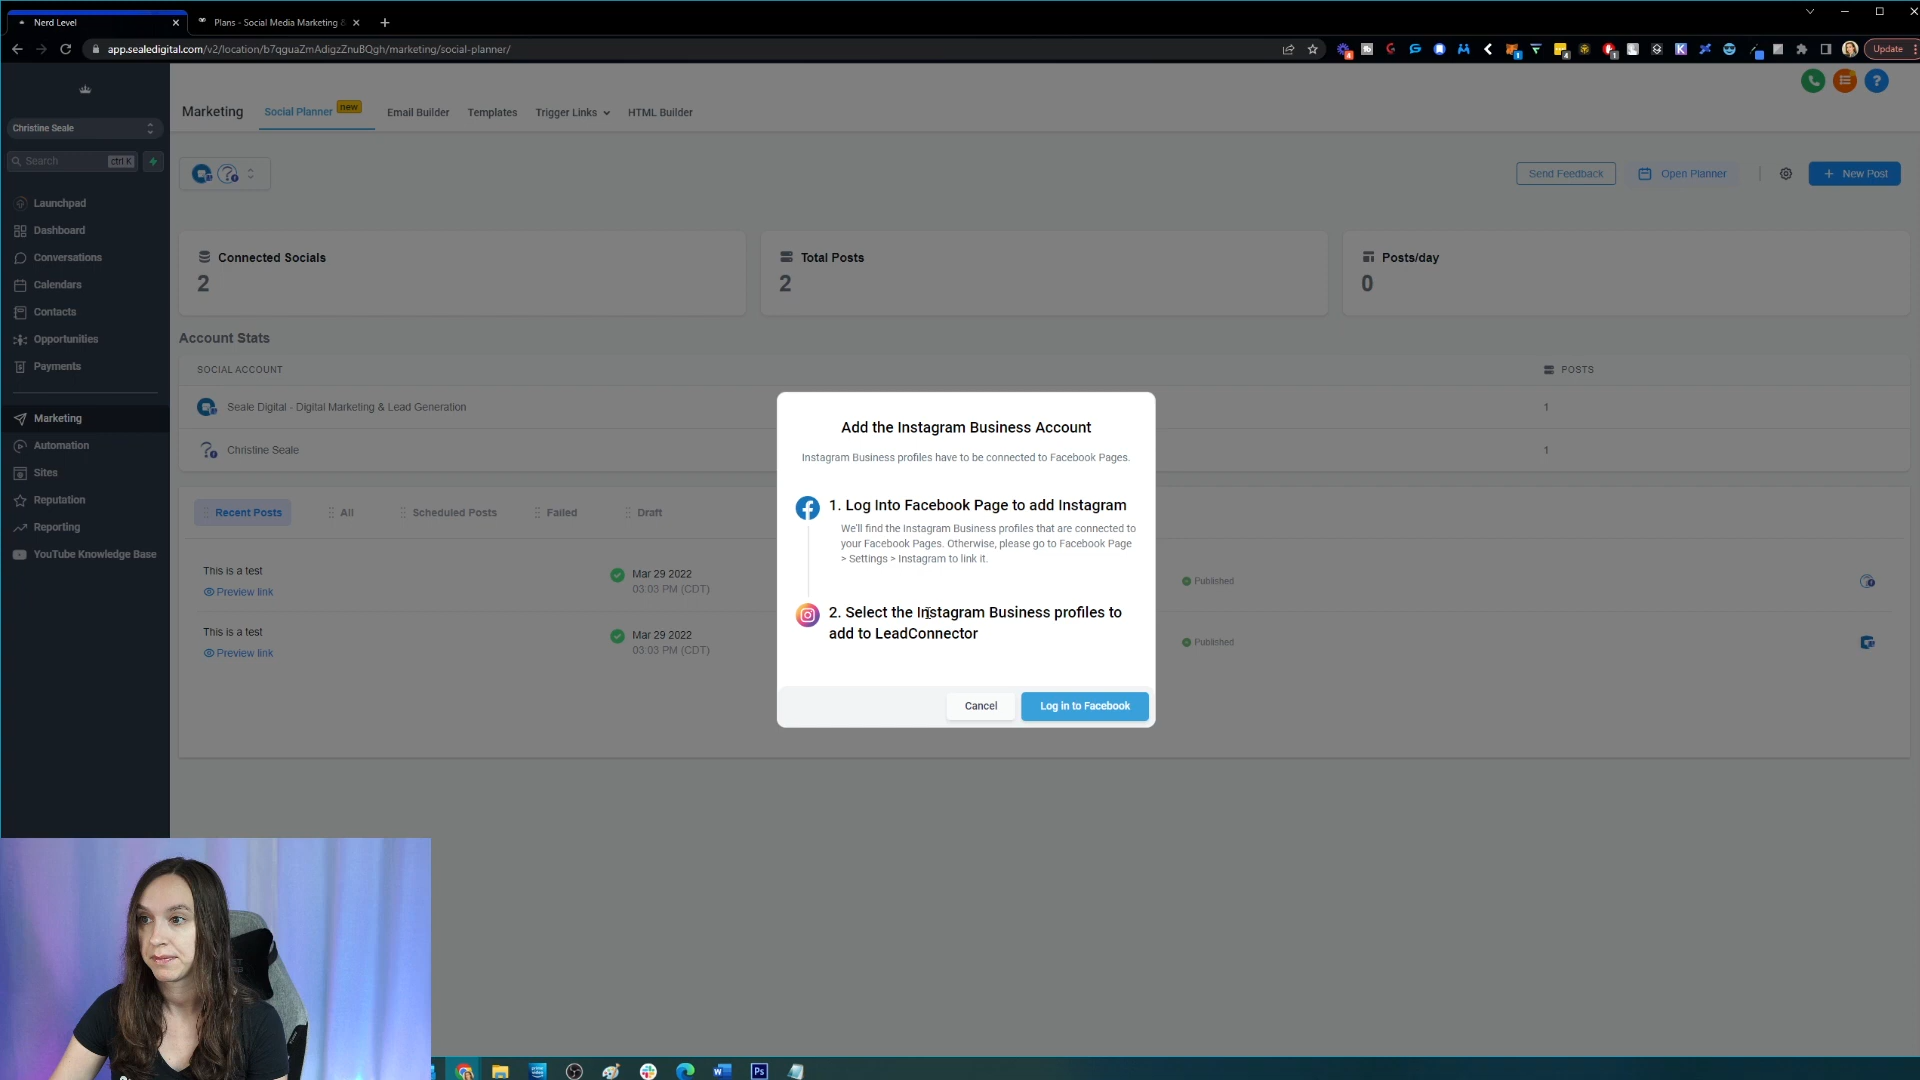 Nerd Level
Plans - Social Media Marketing &
Update
app.sealedigital.com/v2/location/b7qguaZmAdigzZnuBQgh/marketing/social-planner/
Christine Seale
Search
ctrl K
Launchpad
Dashboard
Conversations
Calendars
Contacts
Opportunities
Payments
Marketing
Automation
Sites
Reputation
Reporting
YouTube Knowledge Base
Marketing
Social Planner
new
Email Builder
Templates
Trigger Links
HTML Builder
Send Feedback
Open Planner
+ New Post
Connected Socials
2
Total Posts
2
Posts/day
0
Account Stats
SOCIAL ACCOUNT
POSTS
Seale Digital - Digital Marketing & Lead Generation
1
Christine Seale
1
Recent Posts
All
Scheduled Posts
Failed
Draft
This is a test
Preview link
Mar 29 2022
03:03 PM (CDT)
Published
This is a test
Preview link
Mar 29 2022
03:03 PM (CDT)
Published
Add the Instagram Business Account
Instagram Business profiles have to be connected to Facebook Pages.
1. Log Into Facebook Page to add Instagram
We'll find the Instagram Business profiles that are connected to
your Facebook Pages. Otherwise, please go to Facebook Page
> Settings > Instagram to link it.
2. Select the Instagram Business profiles to
add to LeadConnector
Cancel
Log in to Facebook
Ps